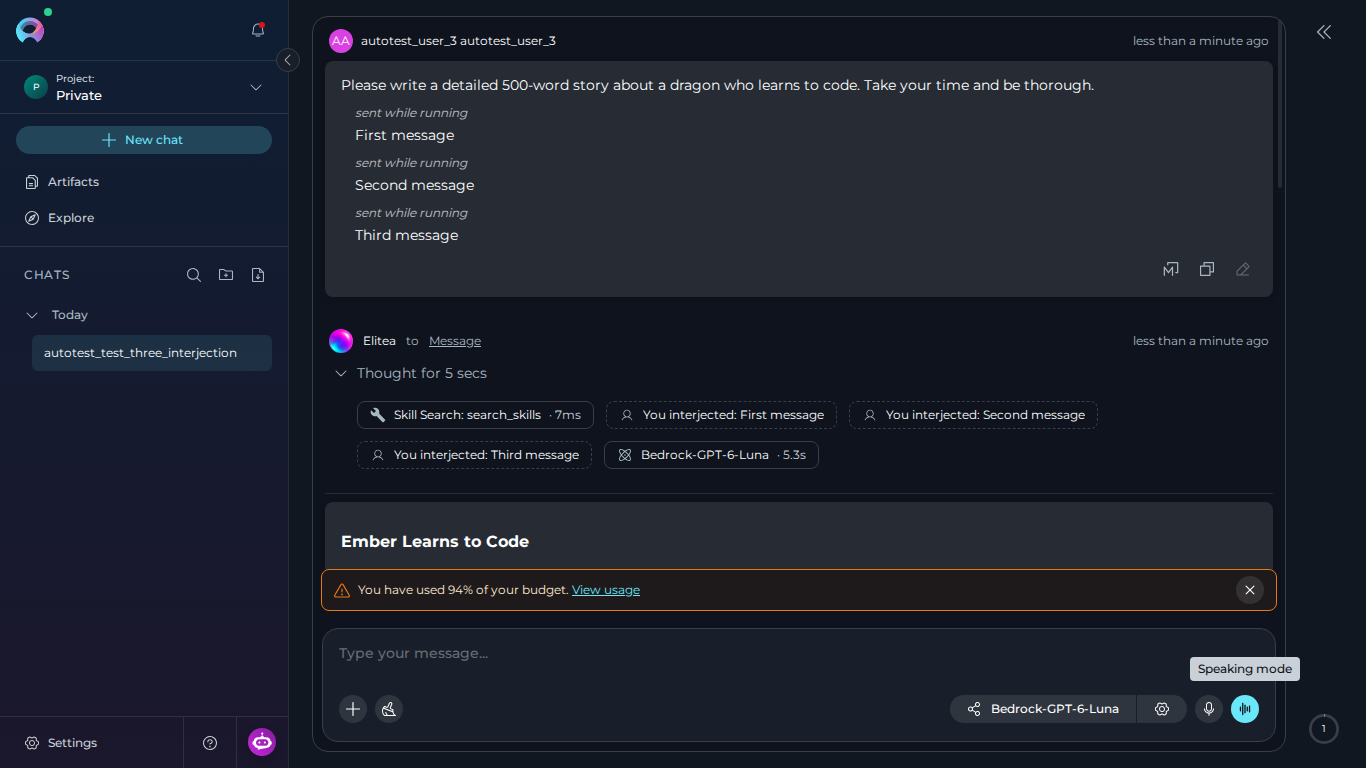 AA autotest_user_3 autotest_user_3 less than a minute ago
Project:
P Private
Please write a detailed 500-word story about a dragon who learns to code. Take your time and be thorough.
sent while running
First message
sent while running
Second message
sent while running
Third message
New chat
Artifacts
Explore
CHATS
Today
autotest_test_three_interjection
Elitea to Message less than a minute ago
Thought for 5 secs
Skill Search: search_skills · 7ms You interjected: First message You interjected: Second message
You interjected: Third message Bedrock-GPT-6-Luna · 5.3s
Ember Learns to Code
You have used 94% of your budget. View usage
Type your message...
Speaking mode
Bedrock-GPT-6-Luna
Settings
1